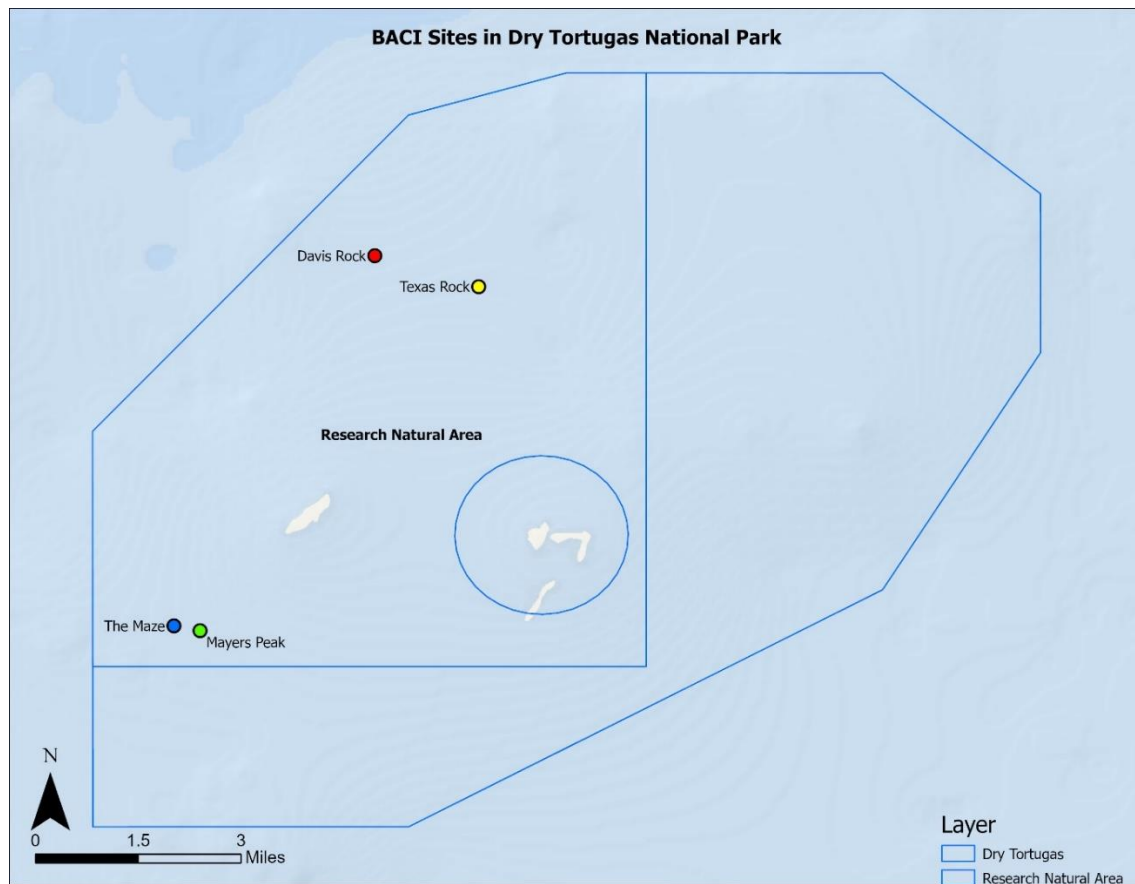 BACI Sites in Dry Tortugas National Park
Davis Rock
Texas Rock
Research Natural Area
The Maze
Mayers Peak
N
0 1.5 3
Miles
Layer
Dry Tortugas
Research Natural Area